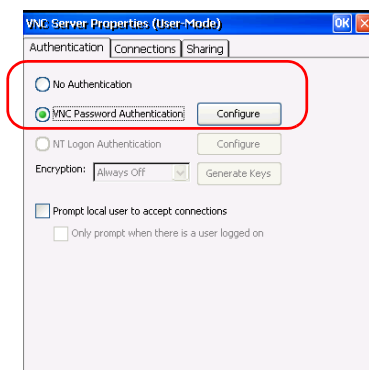 VNC Server Properties (User-Mode) OK
Authentication Connections Sharing
No Authentication
VNC Password Authentication Configure
NT Logon Authentication Configure
Encryption: Always Off Generate Keys
Prompt local user to accept connections
Only prompt when there is a user logged on